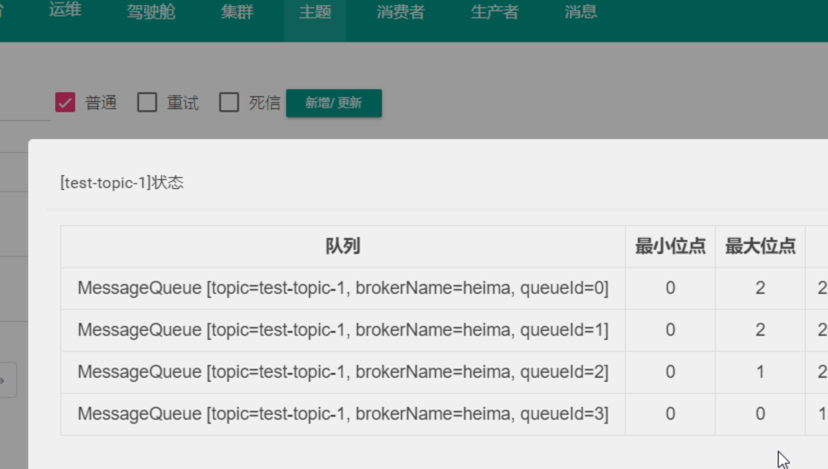 运维 驾驶舱 集群 主题 消费者 生产者 消息
普通 重试 死信 新增/更新
[test-topic-1]状态
队列 最小位点 最大位点
MessageQueue [topic=test-topic-1, brokerName=heima, queueId=0] 0 2 2
MessageQueue [topic=test-topic-1, brokerName=heima, queueId=1] 0 2 2
MessageQueue [topic=test-topic-1, brokerName=heima, queueId=2] 0 1 2
MessageQueue [topic=test-topic-1, brokerName=heima, queueId=3] 0 0 1